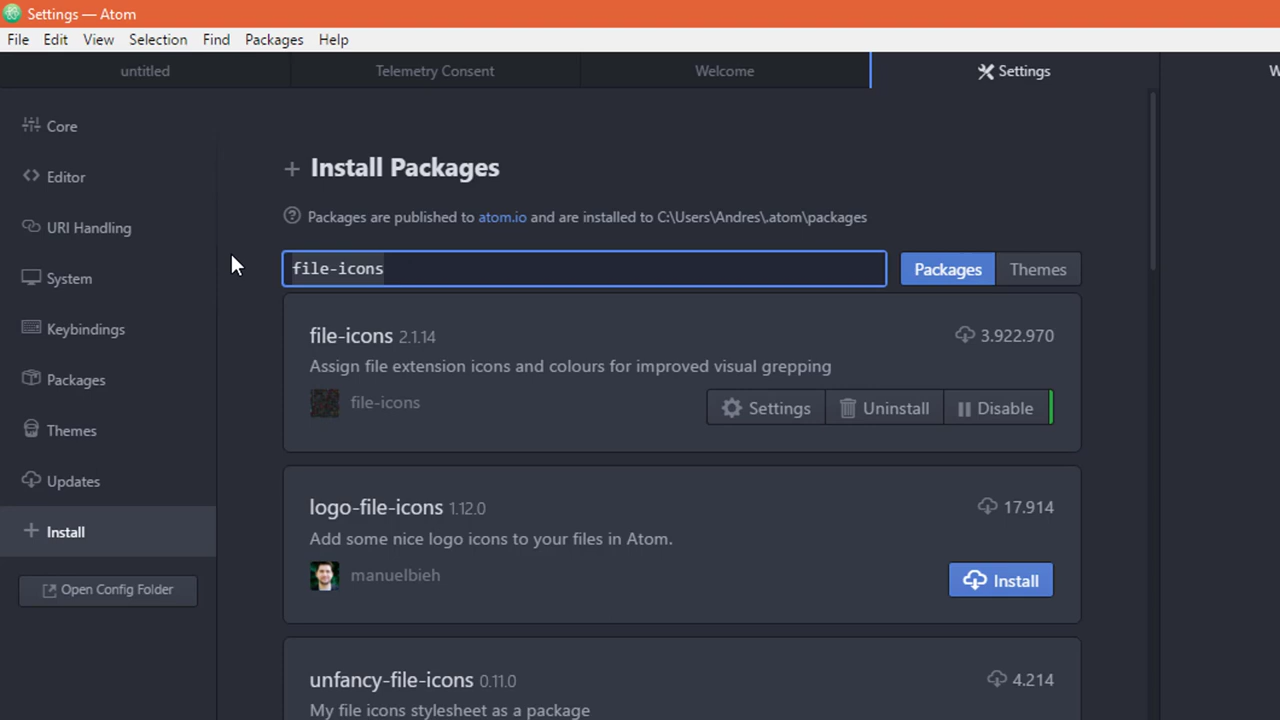 Settings — Atom
File Edit View Selection Find Packages Help
untitled Telemetry Consent Welcome Settings W
Core
Editor
URI Handling
System
Keybindings
Packages
Themes
Updates
Install
Open Config Folder
Install Packages
Packages are published to atom.io and are installed to C:\Users\Andres\.atom\packages
file-icons
Packages Themes
file-icons 2.1.14 3.922.970
Assign file extension icons and colours for improved visual grepping
file-icons
Settings Uninstall Disable
logo-file-icons 1.12.0 17.914
Add some nice logo icons to your files in Atom.
manuelbieh
Install
unfancy-file-icons 0.11.0 4.214
My file icons stylesheet as a package